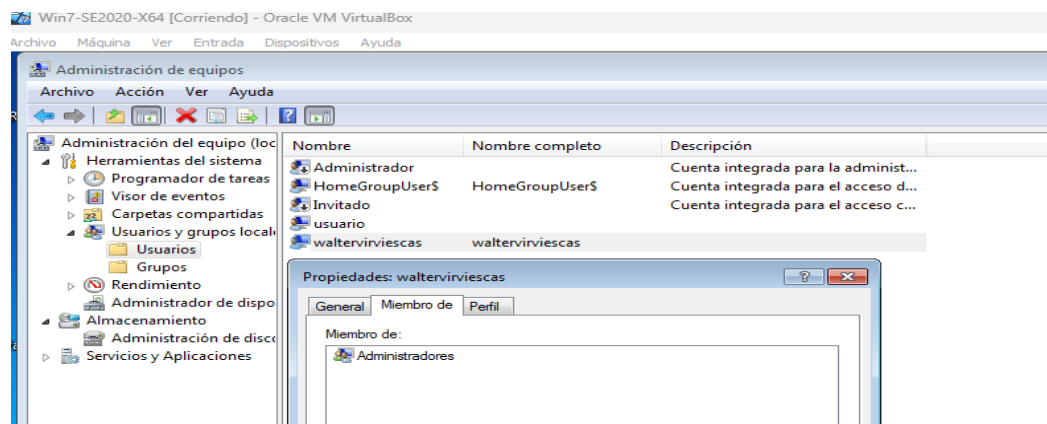 Win7-SE2020-X64 [Corriendo] - Oracle VM VirtualBox
Archivo Máquina Ver Entrada Dispositivos Ayuda
Administración de equipos
Archivo Acción Ver Ayuda
Administración del equipo (loc
Herramientas del sistema
Programador de tareas
Visor de eventos
Carpetas compartidas
Usuarios y grupos locale
Usuarios
Grupos
Rendimiento
Administrador de dispo
Almacenamiento
Administración de disco
Servicios y Aplicaciones
Nombre Nombre completo Descripción
Administrador Cuenta integrada para la administ...
HomeGroupUser$ HomeGroupUser$ Cuenta integrada para el acceso d...
Invitado Cuenta integrada para el acceso c...
usuario
waltervirviescas waltervirviescas
Propiedades: waltervirviescas
General Miembro de Perfil
Miembro de:
Administradores